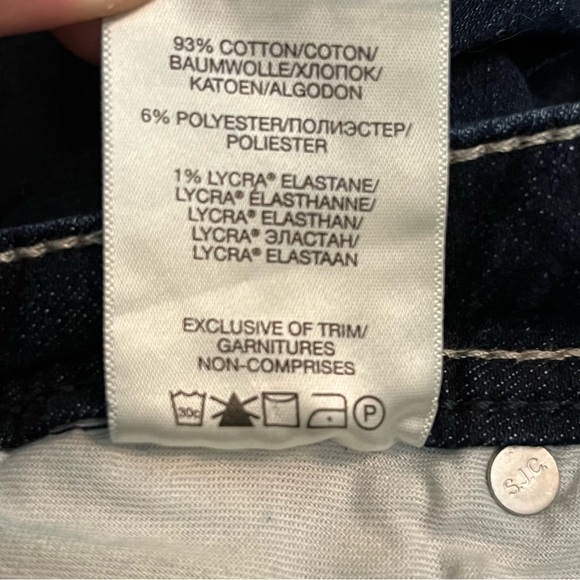 93% COTTON/COTON/
BAUMWOLLE/ХЛОПОК/
KATOEN/ALGODON
6% POLYESTER/ПОЛИЭСТЕР/
POLIESTER
1% LYCRA® ELASTANE/
LYCRA® ÉLASTHANNE/
LYCRA® ELASTHAN/
LYCRA® ЭЛАСТАН/
LYCRA® ELASTAAN
EXCLUSIVE OF TRIM/
GARNITURES
NON-COMPRISES
30c P
S.J.C.